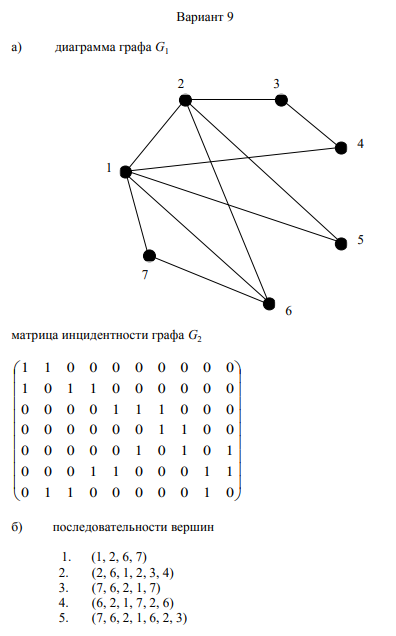 Вариант 9
а) диаграмма графа G₁
2 3
4
1
5
7
6
матрица инцидентности графа G₂
1 1 0 0 0 0 0 0 0 0
1 0 1 1 0 0 0 0 0 0
0 0 0 0 1 1 1 0 0 0
0 0 0 0 0 0 1 1 0 0
0 0 0 0 0 1 0 1 0 1
0 0 0 1 1 0 0 0 1 1
0 1 1 0 0 0 0 0 1 0
б) последовательности вершин
1. (1, 2, 6, 7)
2. (2, 6, 1, 2, 3, 4)
3. (7, 6, 2, 1, 7)
4. (6, 2, 1, 7, 2, 6)
5. (7, 6, 2, 1, 6, 2, 3)